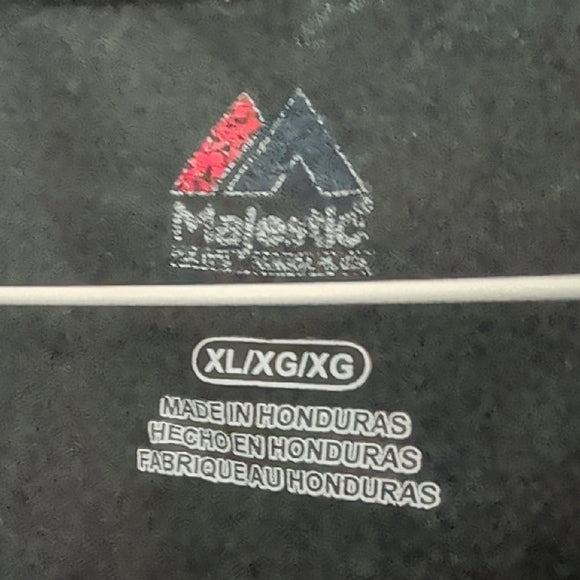 Majestic
XL/XG/XG
MADE IN HONDURAS
HECHO EN HONDURAS
FABRIQUE AU HONDURAS